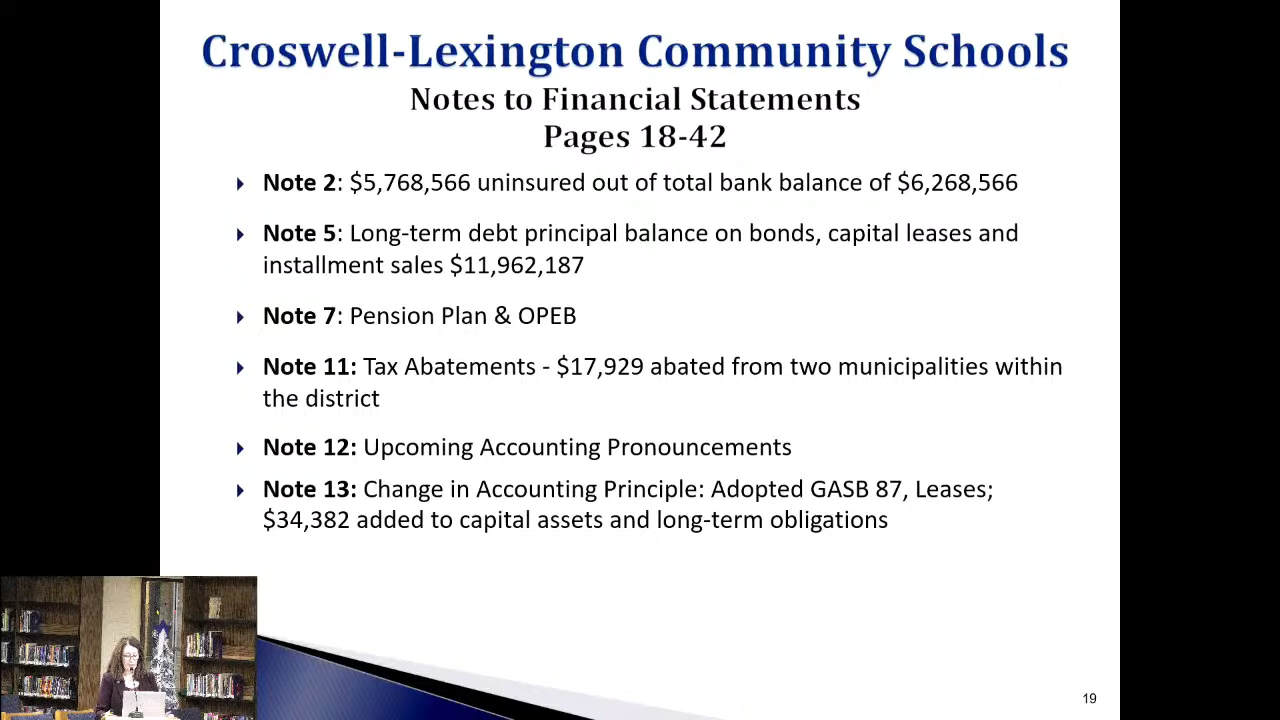 Croswell-Lexington Community Schools
Notes to Financial Statements
Pages 18-42
Note 2: $5,768,566 uninsured out of total bank balance of $6,268,566
Note 5: Long-term debt principal balance on bonds, capital leases and
installment sales $11,962,187
Note 7: Pension Plan & OPEB
Note 11: Tax Abatements - $17,929 abated from two municipalities within
the district
Note 12: Upcoming Accounting Pronouncements
Note 13: Change in Accounting Principle: Adopted GASB 87, Leases;
$34,382 added to capital assets and long-term obligations
19